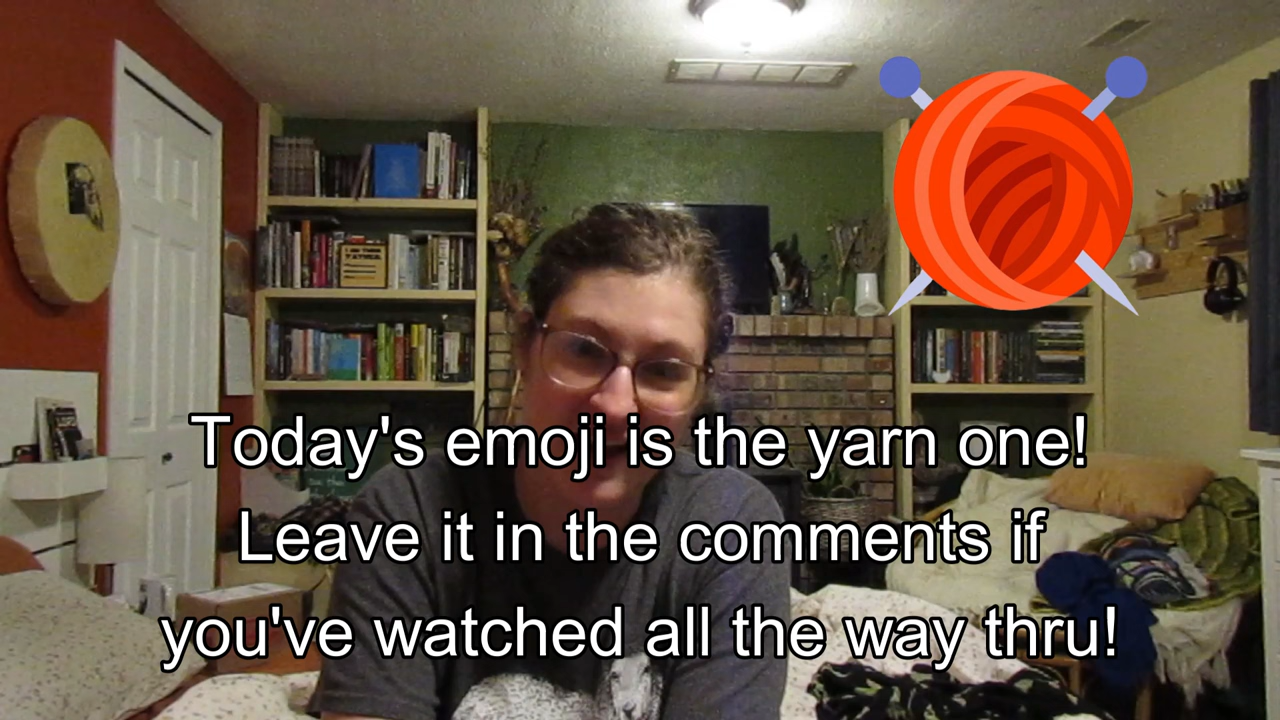 Today's emoji is the yarn one!
Leave it in the comments if
you've watched all the way thru!